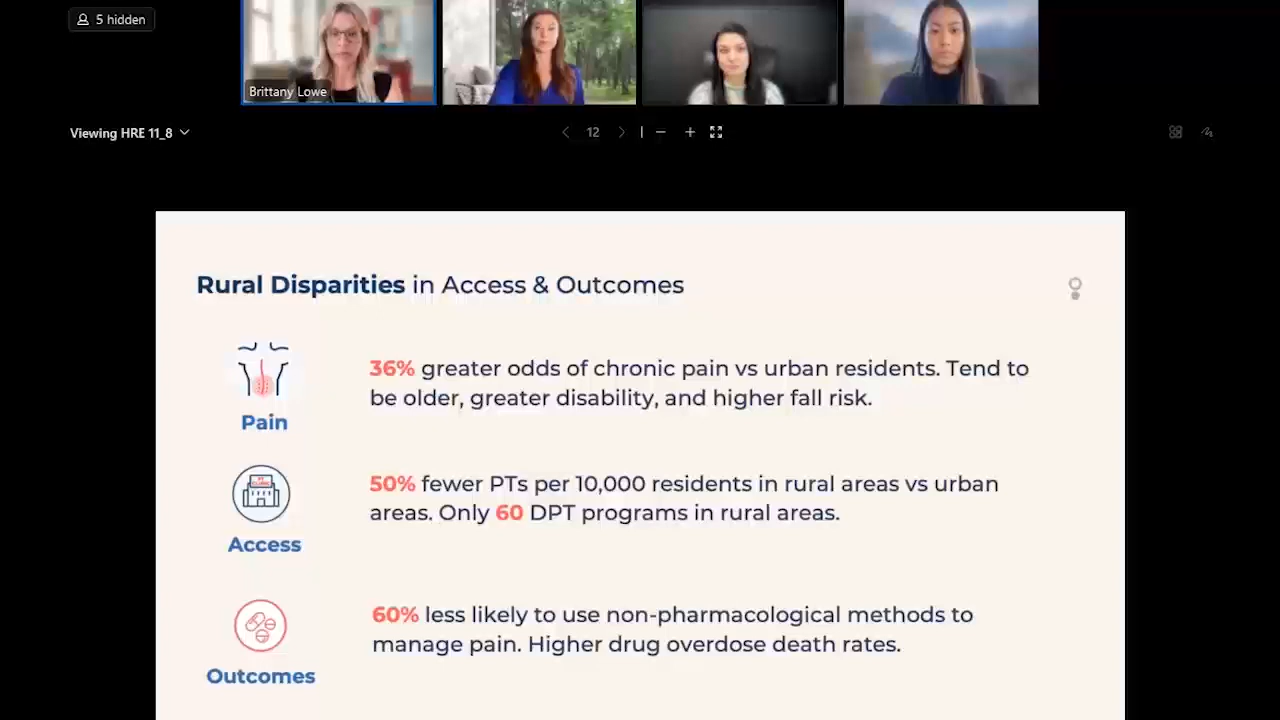 5 hidden
Brittany Lowe
Viewing HRE 11_8
12
Rural Disparities in Access & Outcomes
Pain
36% greater odds of chronic pain vs urban residents. Tend to
be older, greater disability, and higher fall risk.
Access
50% fewer PTs per 10,000 residents in rural areas vs urban
areas. Only 60 DPT programs in rural areas.
Outcomes
60% less likely to use non-pharmacological methods to
manage pain. Higher drug overdose death rates.